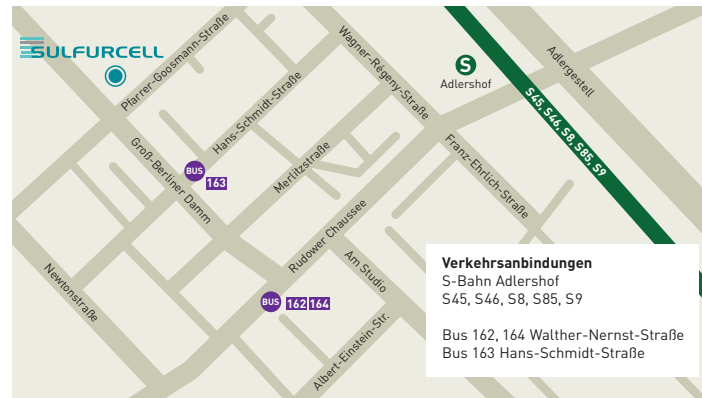 SULFURCELL
Pfarrer-Goosmann-Straße
Wagner-Régeny-Straße
S
Adlershof
Adlergestell
S45, S46, S8, S85, S9
Hans-Schmidt-Straße
Groß-Berliner Damm
Merlitzstraße
Franz-Ehrlich-Straße
BUS
163
Rudower Chaussee
Newtonstraße
Am Studio
BUS
162 164
Albert-Einstein-Str.
Verkehrsanbindungen
S-Bahn Adlershof
S45, S46, S8, S85, S9
Bus 162, 164 Walther-Nernst-Straße
Bus 163 Hans-Schmidt-Straße